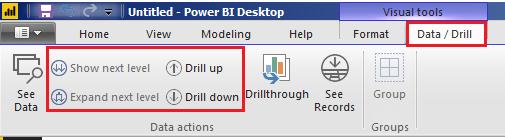 Untitled - Power BI Desktop
Visual tools
Home View Modeling Help Format Data / Drill
See Data
Show next level
Drill up
Expand next level
Drill down
Drillthrough
See Records
Group
Data actions
Groups